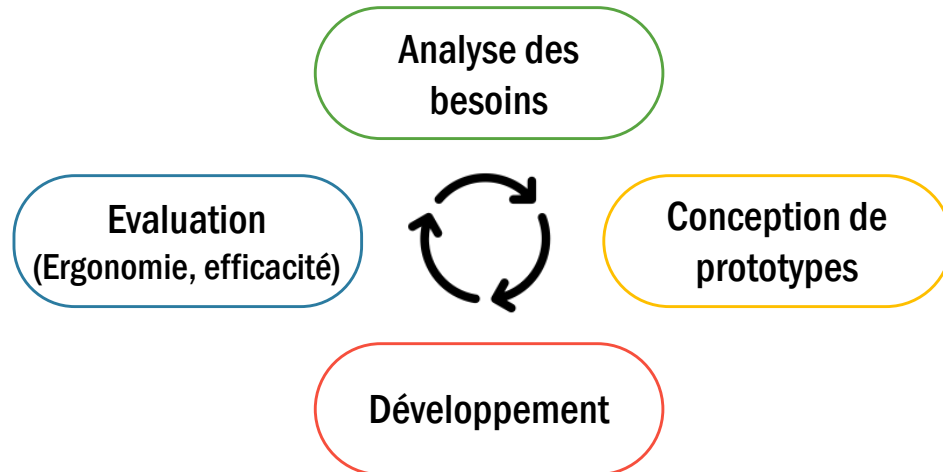 Analyse des
besoins
Evaluation
(Ergonomie, efficacité)
Conception de
prototypes
Développement